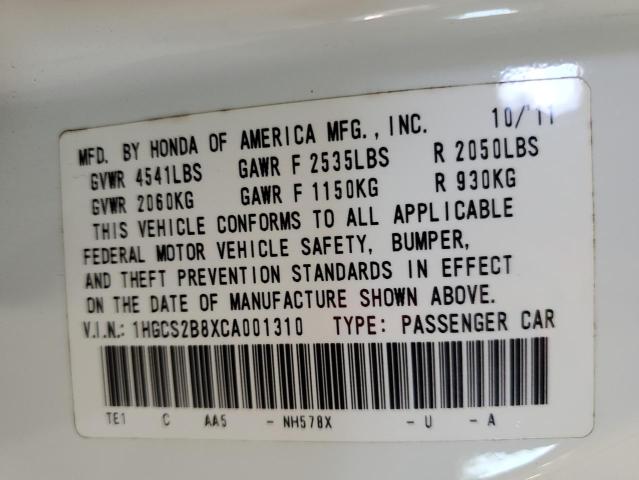 MFD. BY HONDA OF AMERICA MFG., INC. 10/11
GVWR 4541LBS GAWR F 2535LBS R 2050LBS
GVWR 2060KG GAWR F 1150KG R 930KG
THIS VEHICLE CONFORMS TO ALL APPLICABLE
FEDERAL MOTOR VEHICLE SAFETY, BUMPER,
AND THEFT PREVENTION STANDARDS IN EFFECT
ON THE DATE OF MANUFACTURE SHOWN ABOVE.
V.I.N.: 1HGCS2B8XCA001310 TYPE: PASSENGER CAR
TE1 C AA5 - NH578X - U - A